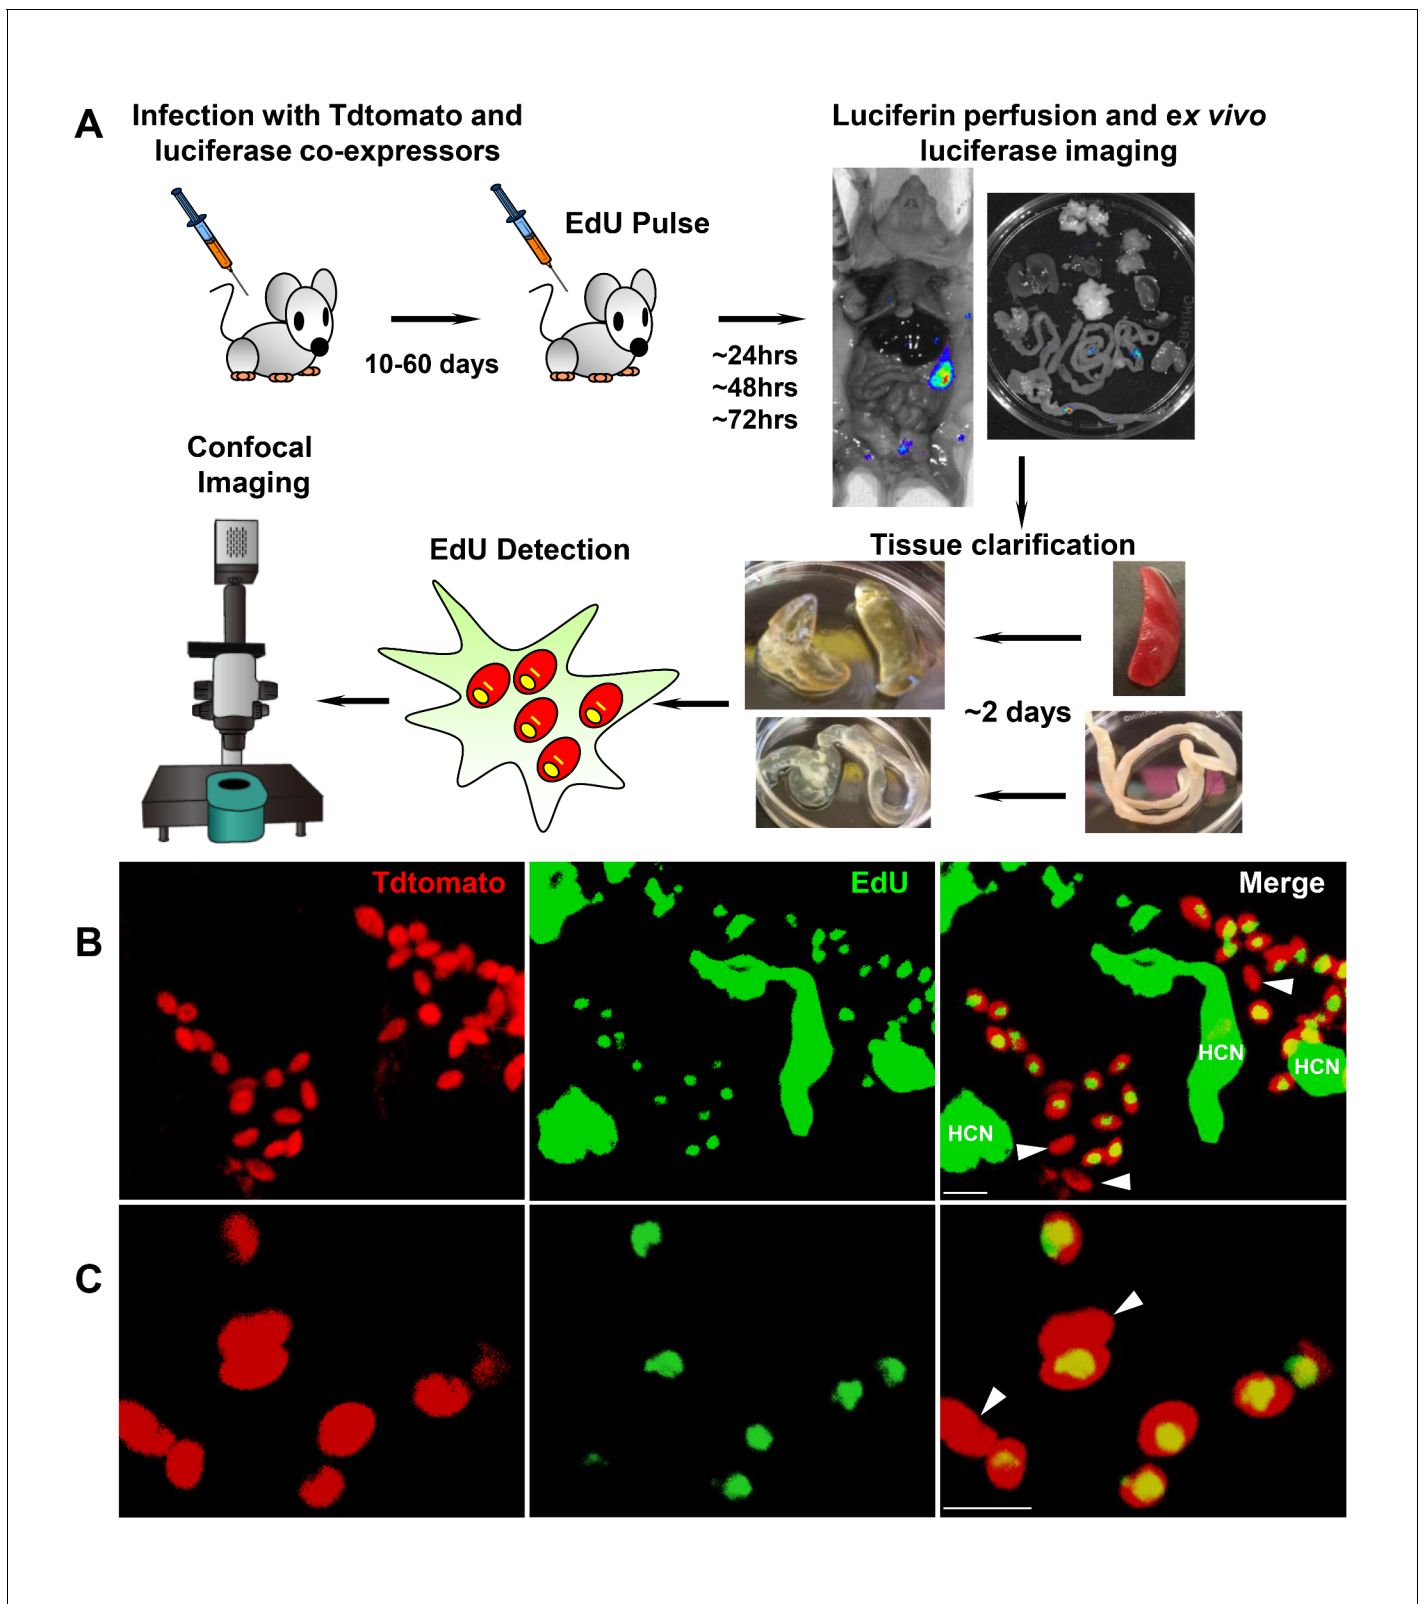 A
Infection with Tdtomato and
luciferase co-expressors
Luciferin perfusion and ex vivo
luciferase imaging
EdU Pulse
10-60 days
~24hrs
~48hrs
~72hrs
Confocal
Imaging
EdU Detection
Tissue clarification
~2 days
B
Tdtomato
EdU
Merge
HCN
HCN
HCN
C